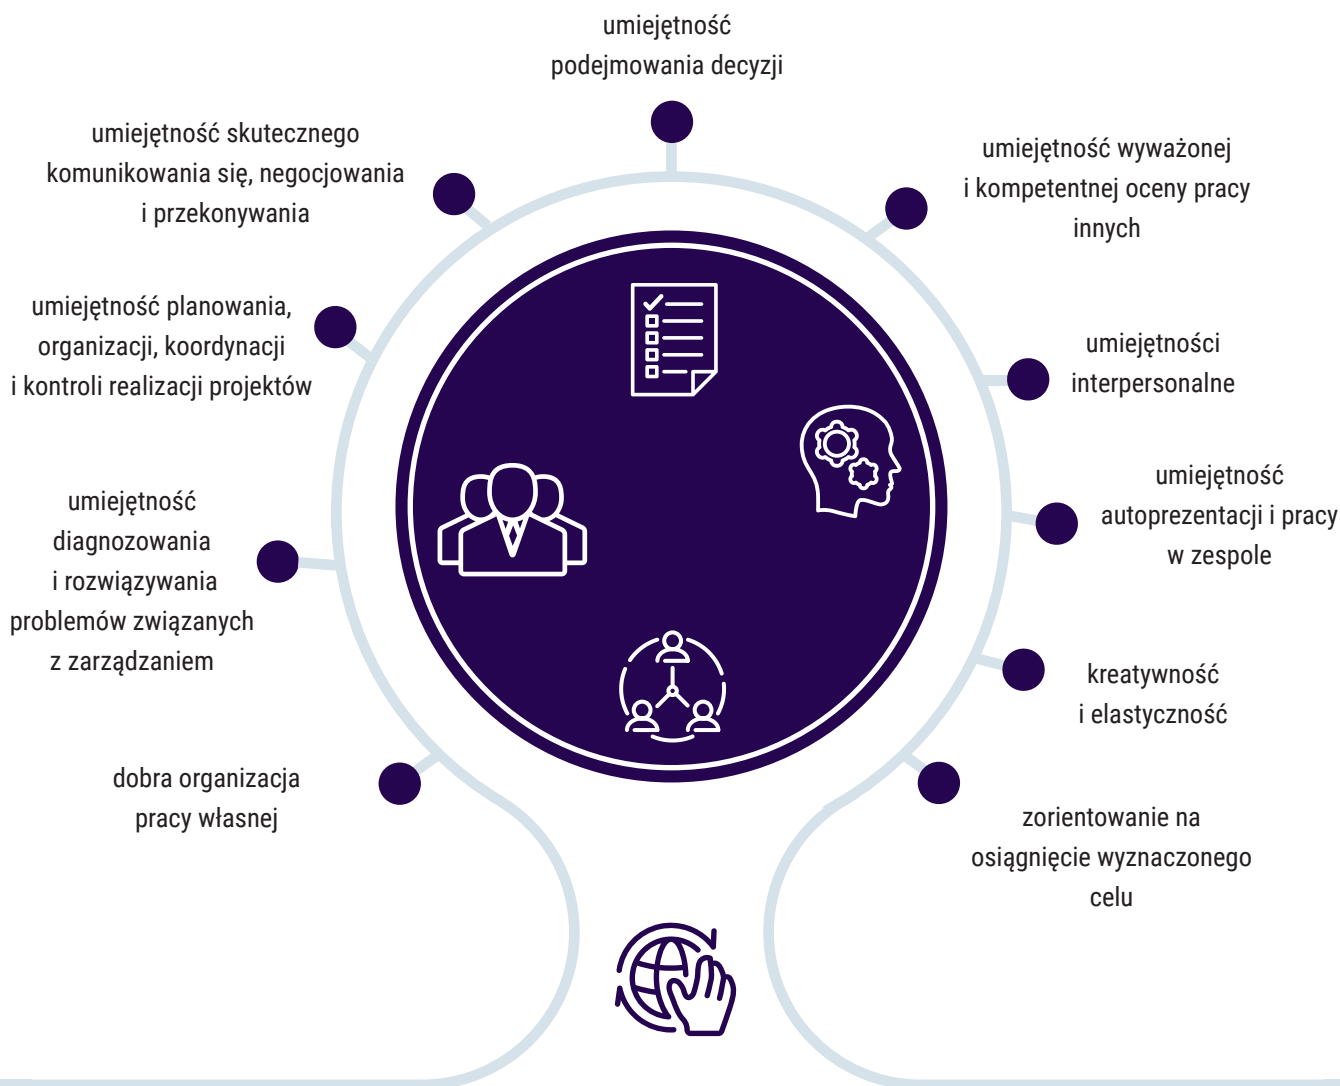 umiejętność
podejmowania decyzji
umiejętność skutecznego
komunikowania się, negocjowania
i przekonywania
umiejętność wyważonej
i kompetentnej oceny pracy
innych
umiejętność planowania,
organizacji, koordynacji
i kontroli realizacji projektów
umiejętności
interpersonalne
umiejętność
diagnozowania
i rozwiązywania
problemów związanych
z zarządzaniem
umiejętność
autoprezentacji i pracy
w zespole
kreatywność
i elastyczność
dobra organizacja
pracy własnej
zorientowanie na
osiągnięcie wyznaczonego
celu